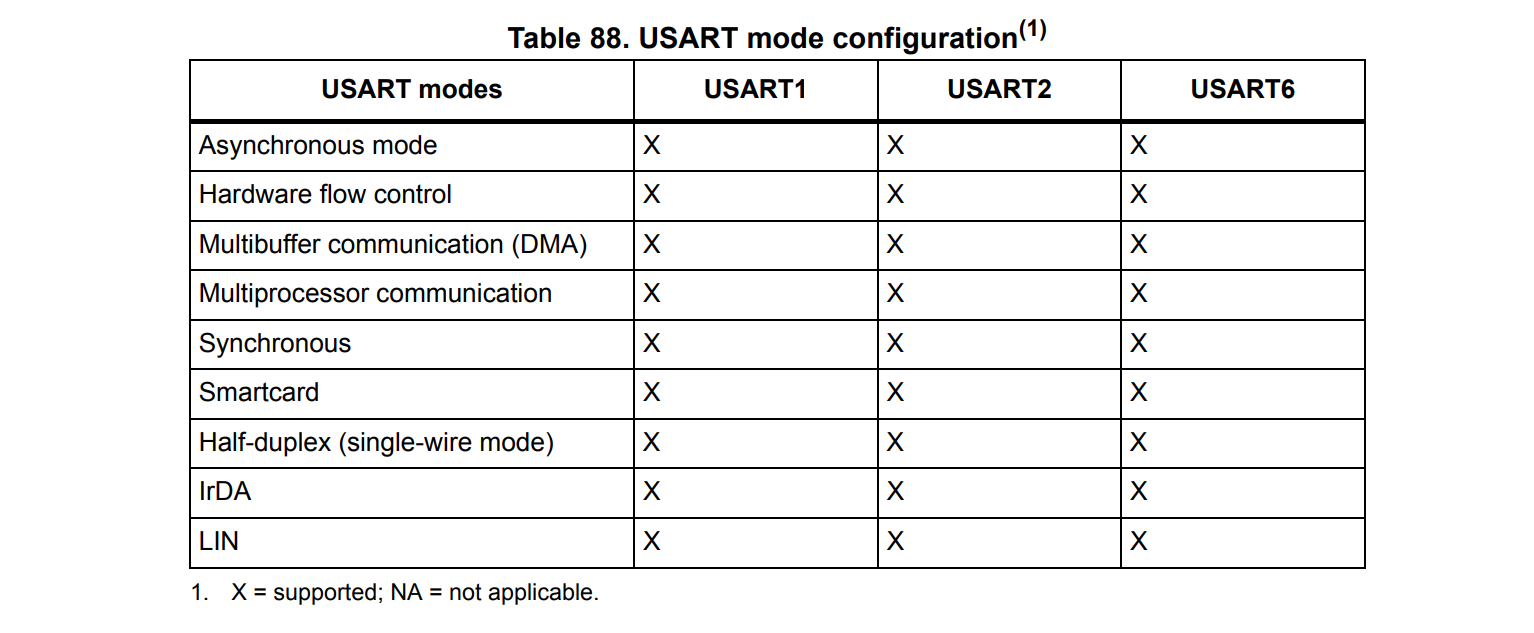 Table 88. USART mode configuration(1)
USART modes USART1 USART2 USART6
Asynchronous mode X X X
Hardware flow control X X X
Multibuffer communication (DMA) X X X
Multiprocessor communication X X X
Synchronous X X X
Smartcard X X X
Half-duplex (single-wire mode) X X X
IrDA X X X
LIN X X X
1. X = supported; NA = not applicable.